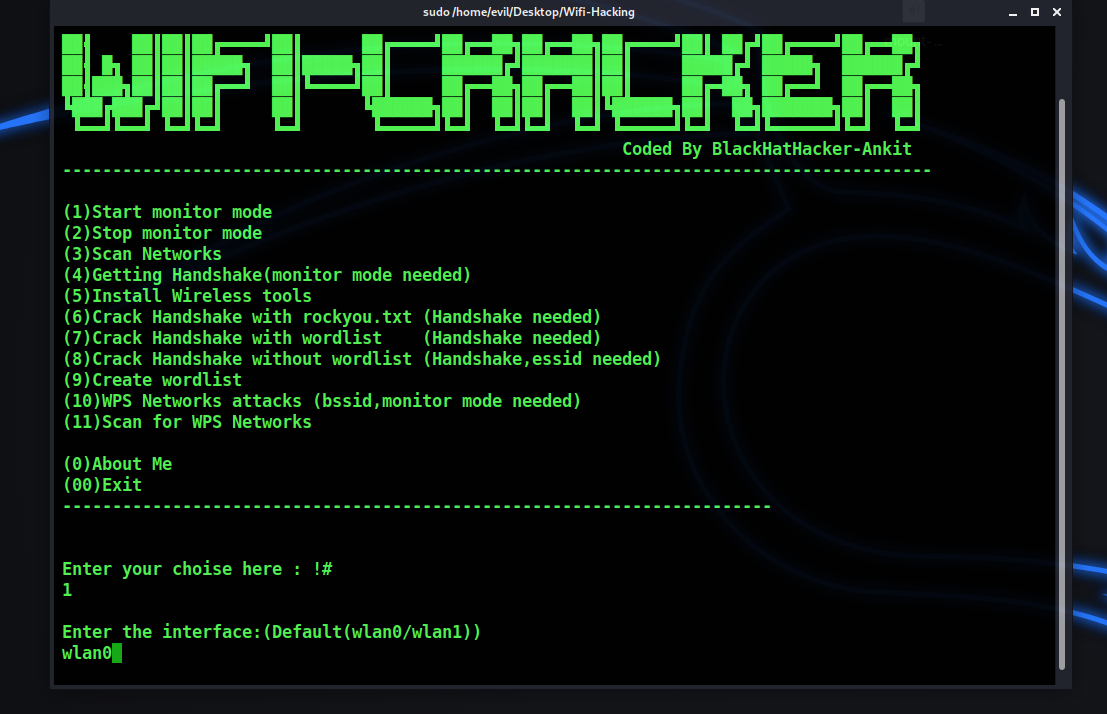 sudo /home/evil/Desktop/Wifi-Hacking
WIFI-CRACKER
Coded By BlackHatHacker-Ankit
---------------------------------------------------------------------------------------
(1)Start monitor mode
(2)Stop monitor mode
(3)Scan Networks
(4)Getting Handshake(monitor mode needed)
(5)Install Wireless tools
(6)Crack Handshake with rockyou.txt (Handshake needed)
(7)Crack Handshake with wordlist    (Handshake needed)
(8)Crack Handshake without wordlist (Handshake,essid needed)
(9)Create wordlist
(10)WPS Networks attacks (bssid,monitor mode needed)
(11)Scan for WPS Networks
(0)About Me
(00)Exit
-----------------------------------------------------------------------
Enter your choise here : !#
1
Enter the interface:(Default(wlan0/wlan1))
wlan0